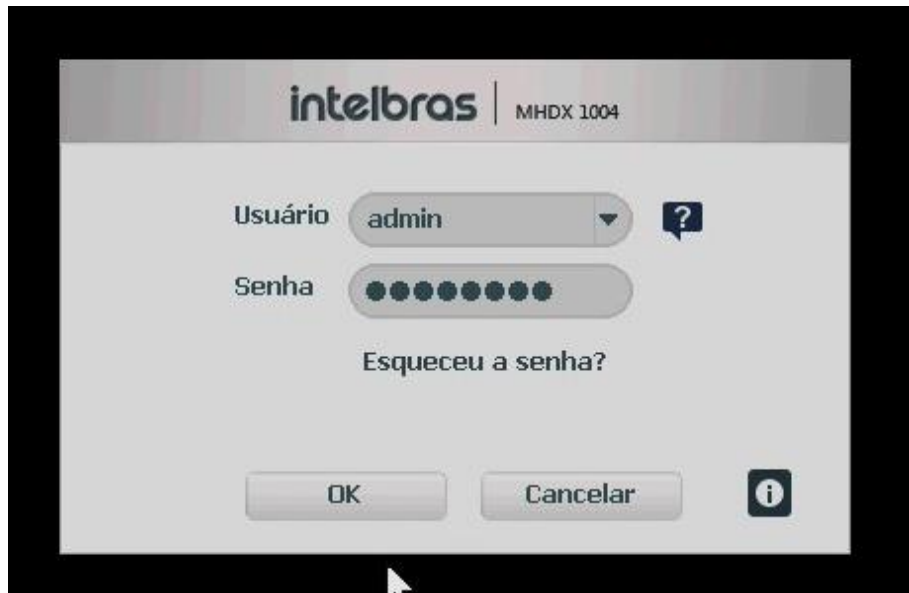 intelbras | MHDX 1004
Usuário admin
?
Senha ●●●●●●●●
Esqueceu a senha?
OK Cancelar
i